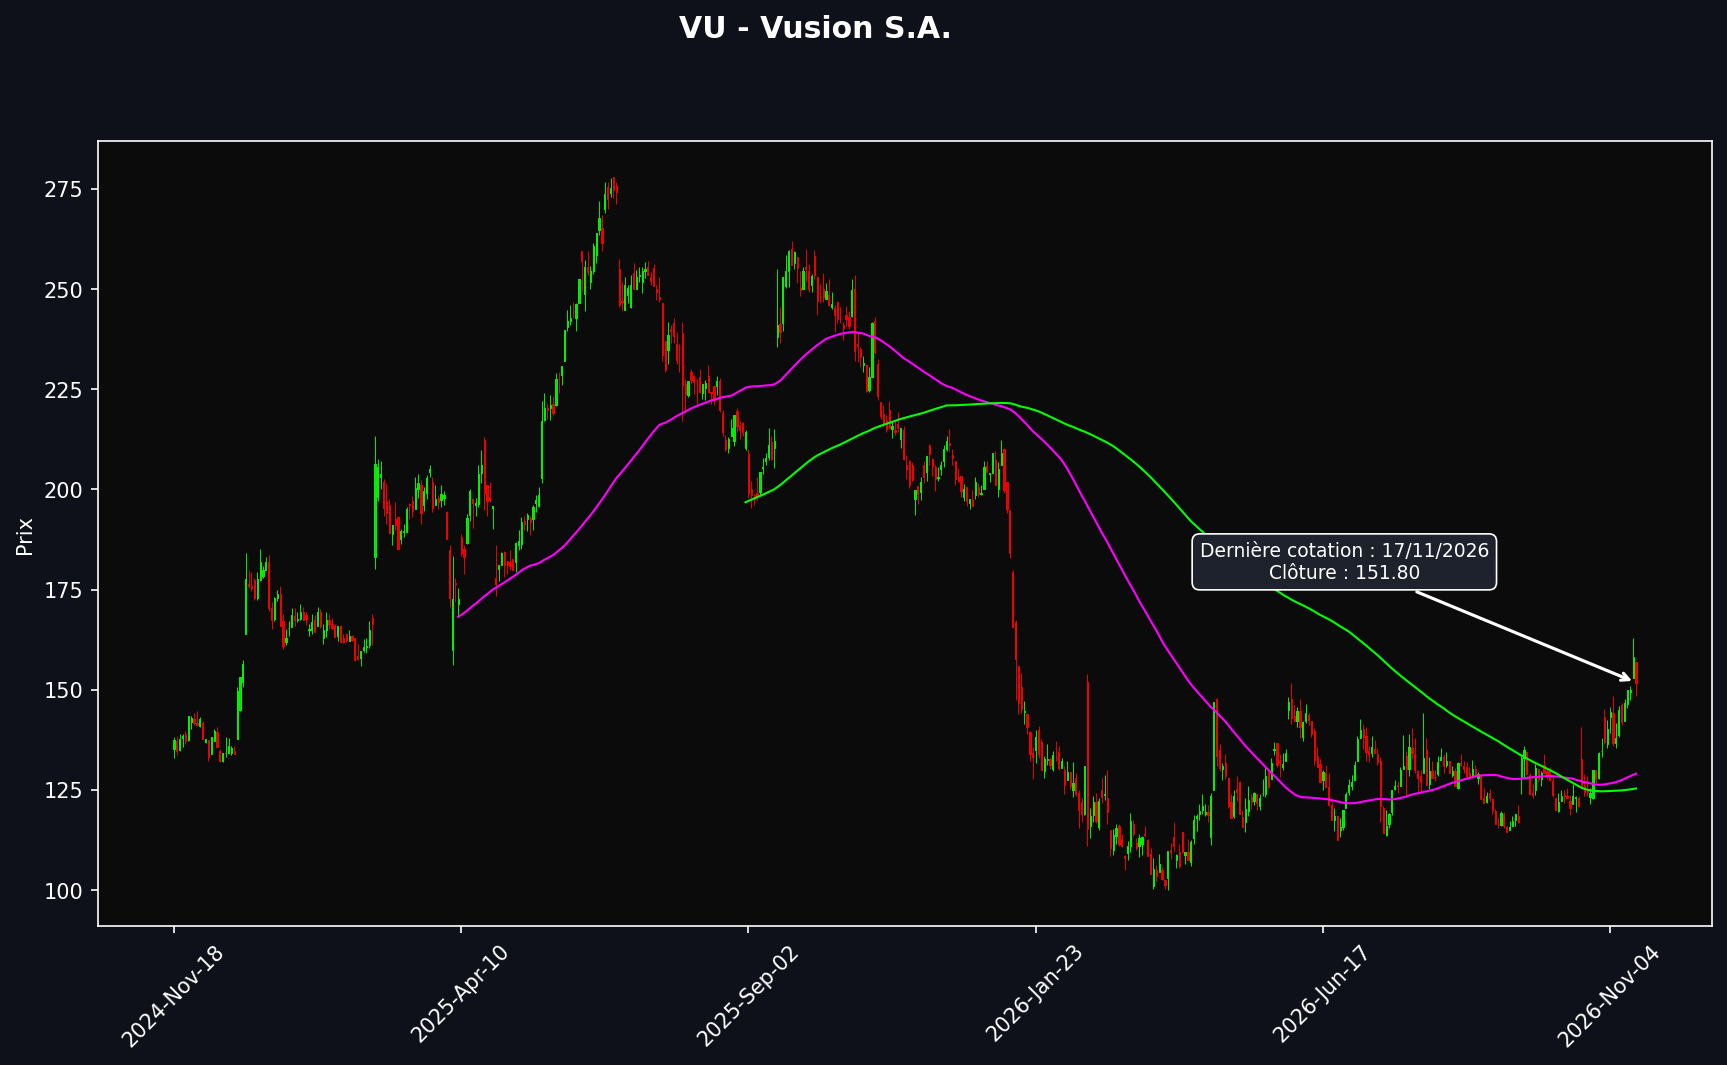 VU - Vusion S.A.
Prix
275
250
225
200
175
150
125
100
Dernière cotation : 17/11/2026
Clôture : 151.80
2024-Nov-18
2025-Apr-10
2025-Sep-02
2026-Jan-23
2026-Jun-17
2026-Nov-04